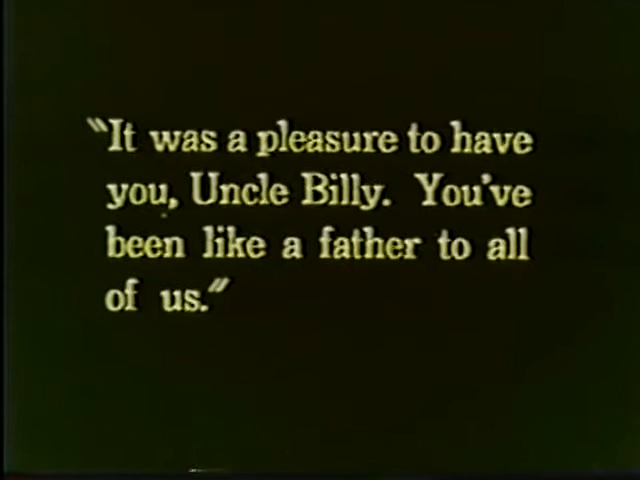 "It was a pleasure to have
you, Uncle Billy. You've
been like a father to all
of us."